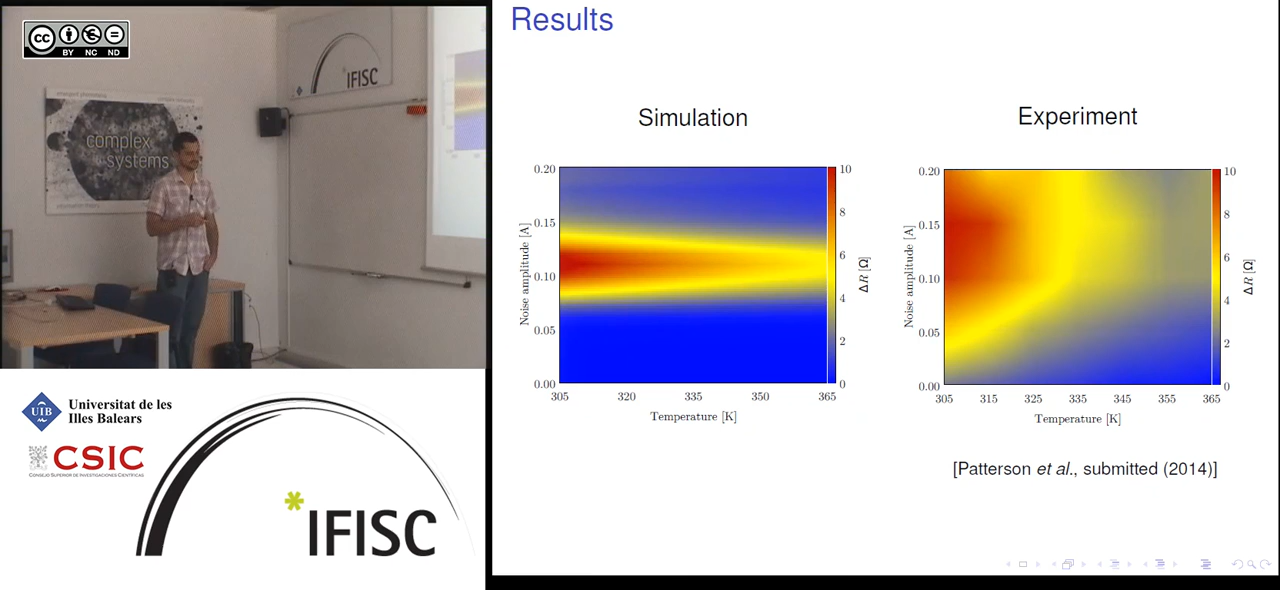 cc
BY NC ND
IFISC
complex
systems
Universitat de les
Illes Balears
UIB
CSIC
CONSEJO SUPERIOR DE INVESTIGACIONES CIENTÍFICAS
*IFISC
Results
Simulation
Experiment
0.20
0.15
0.10
0.05
0.00
Noise amplitude [A]
305 320 335 350 365
Temperature [K]
10
8
6
4
2
0
ΔR [Ω]
0.20
0.15
0.10
0.05
0.00
Noise amplitude [A]
305 315 325 335 345 355 365
Temperature [K]
10
8
6
4
2
0
ΔR [Ω]
[Patterson et al., submitted (2014)]